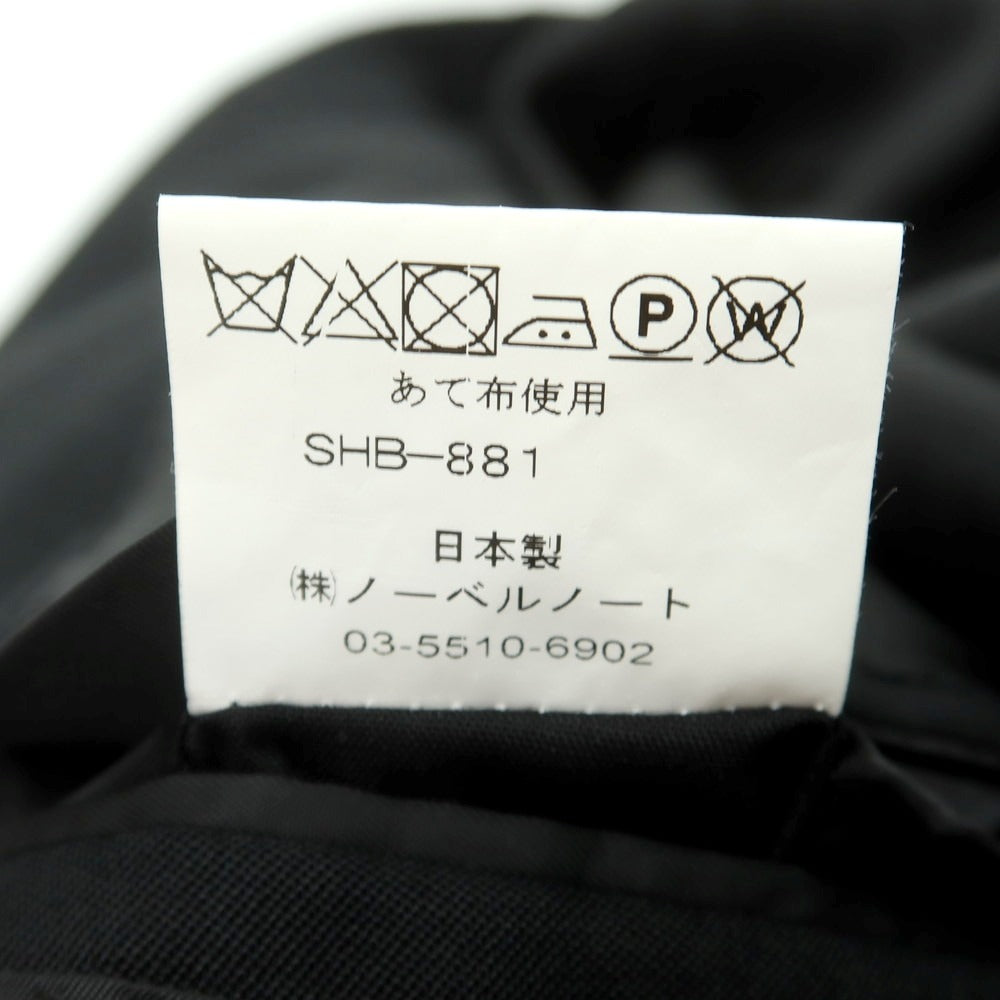 P W
あて布使用
SHB-881
日本製
㈱ノーベルノート
03-5510-6902